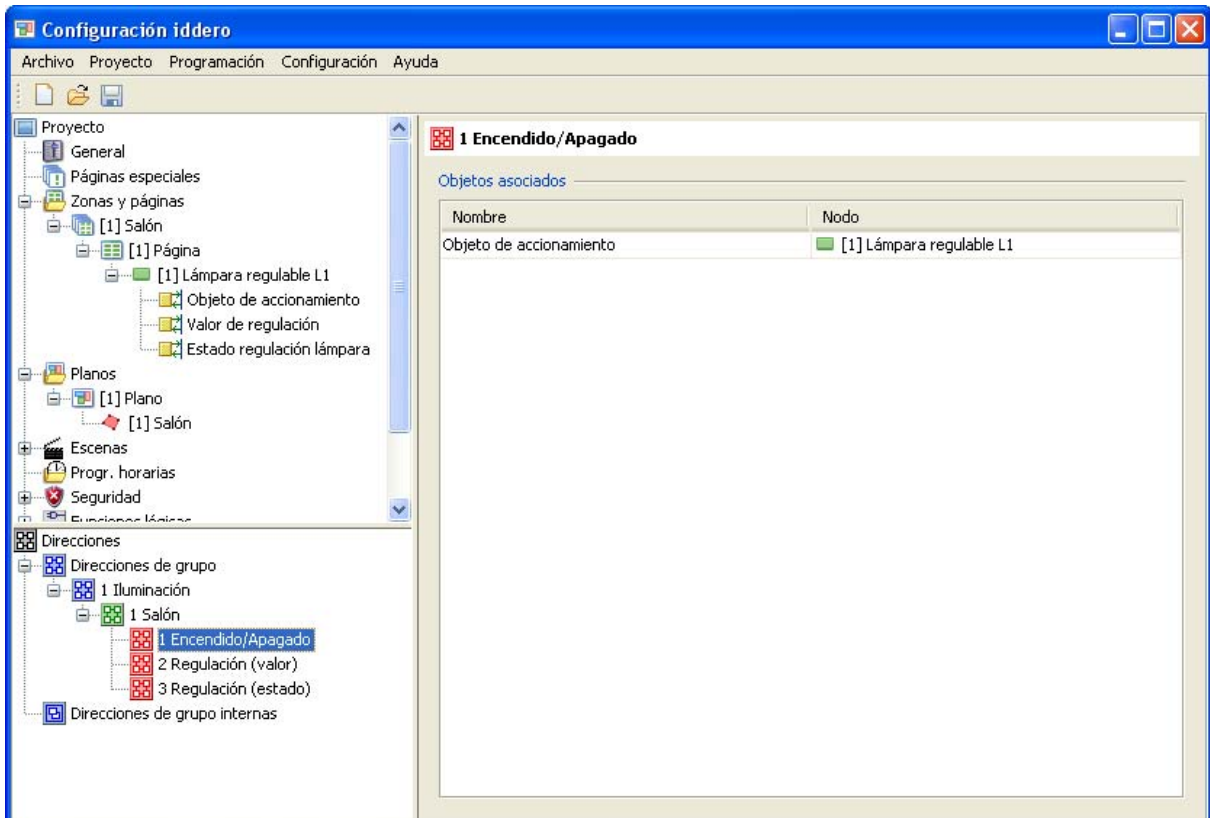 Configuración iddero
Archivo Proyecto Programación Configuración Ayuda
Proyecto
General
Páginas especiales
Zonas y páginas
[1] Salón
[1] Página
[1] Lámpara regulable L1
Objeto de accionamiento
Valor de regulación
Estado regulación lámpara
Planos
[1] Plano
[1] Salón
Escenas
Progr. horarias
Seguridad
Funciones lógicas
Direcciones
Direcciones de grupo
1 Iluminación
1 Salón
1 Encendido/Apagado
2 Regulación (valor)
3 Regulación (estado)
Direcciones de grupo internas
1 Encendido/Apagado
Objetos asociados
Nombre Nodo
Objeto de accionamiento [1] Lámpara regulable L1